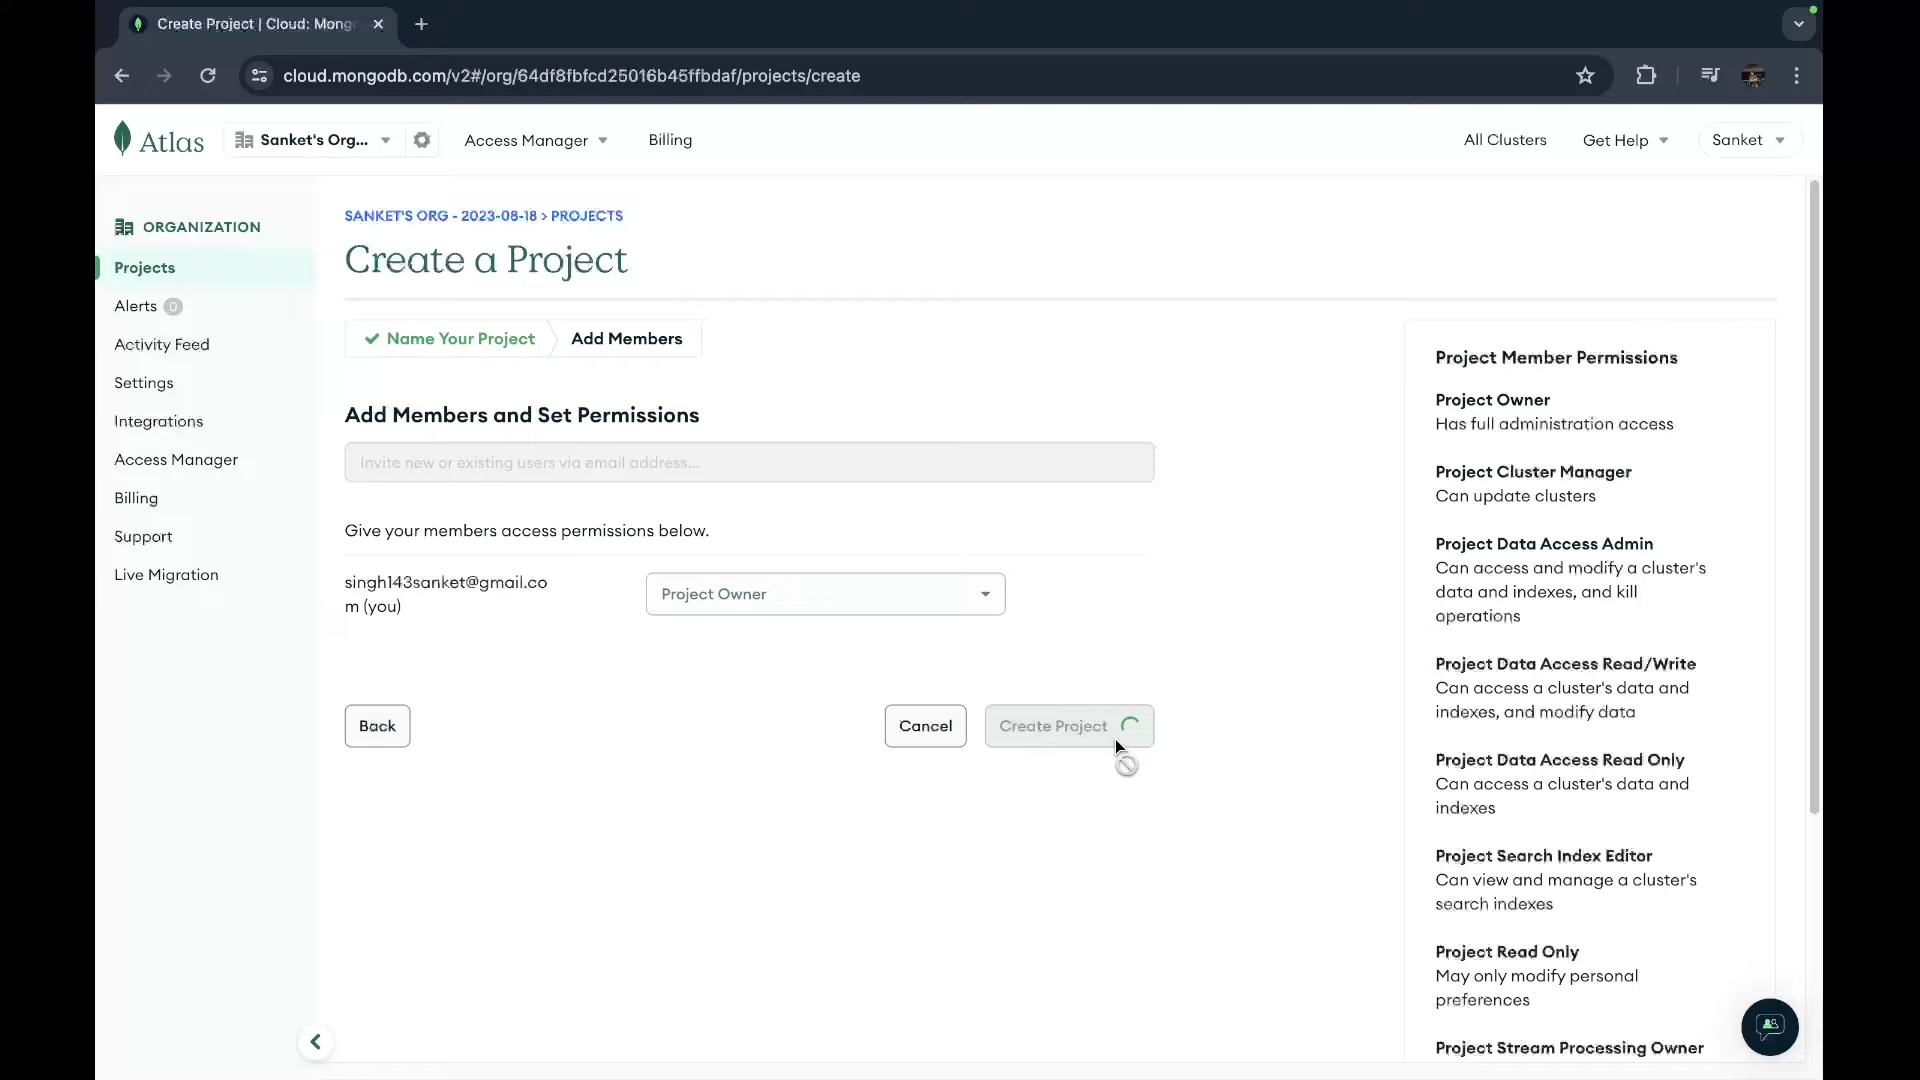 Create Project | Cloud: Mong
cloud.mongodb.com/v2#/org/64df8fbfcd25016b45ffbdaf/projects/create
Atlas
Sanket's Org...
Access Manager
Billing
All Clusters
Get Help
Sanket
ORGANIZATION
Projects
Alerts 0
Activity Feed
Settings
Integrations
Access Manager
Billing
Support
Live Migration
SANKET'S ORG - 2023-08-18 > PROJECTS
Create a Project
Name Your Project
Add Members
Add Members and Set Permissions
Invite new or existing users via email address...
Give your members access permissions below.
singh143sanket@gmail.co
m (you)
Project Owner
Back
Cancel
Create Project
Project Member Permissions
Project Owner
Has full administration access
Project Cluster Manager
Can update clusters
Project Data Access Admin
Can access and modify a cluster's
data and indexes, and kill
operations
Project Data Access Read/Write
Can access a cluster's data and
indexes, and modify data
Project Data Access Read Only
Can access a cluster's data and
indexes
Project Search Index Editor
Can view and manage a cluster's
search indexes
Project Read Only
May only modify personal
preferences
Project Stream Processing Owner